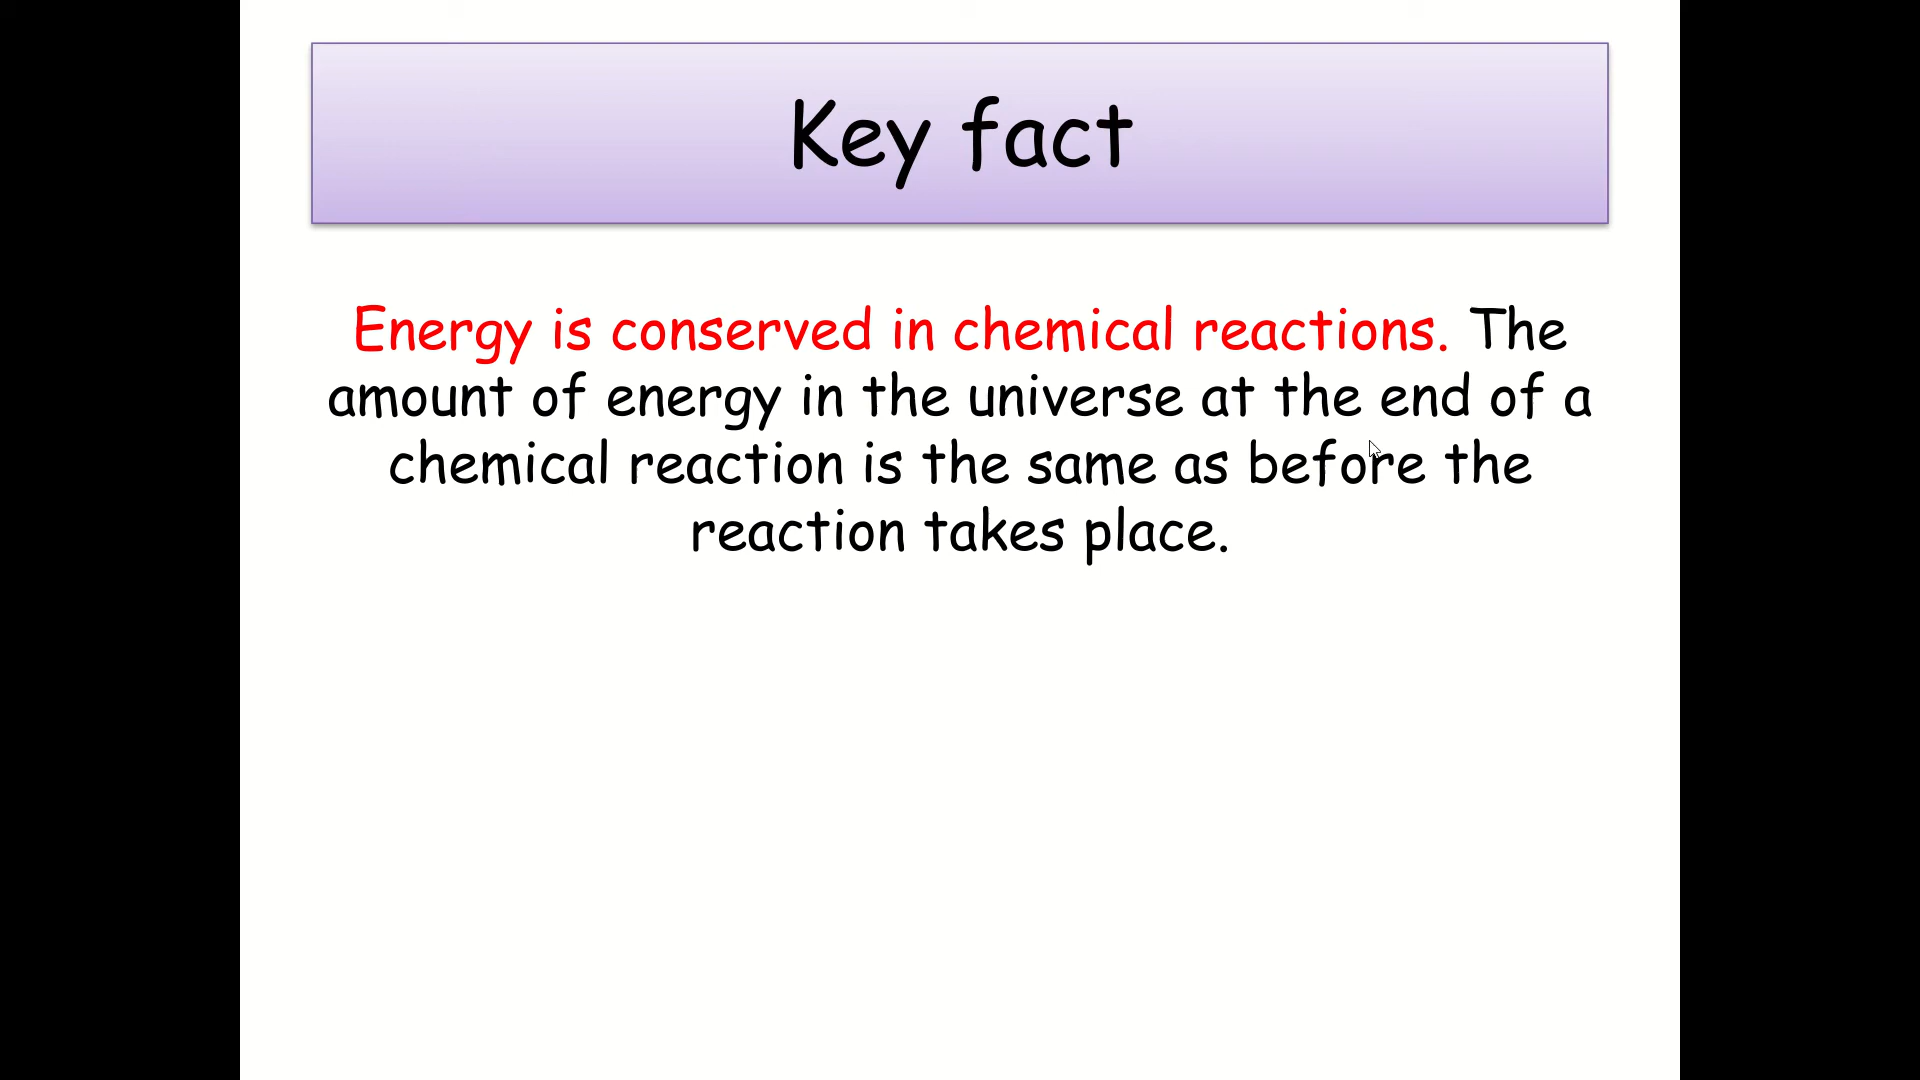 Key fact
Energy is conserved in chemical reactions. The
amount of energy in the universe at the end of a
chemical reaction is the same as before the
reaction takes place.